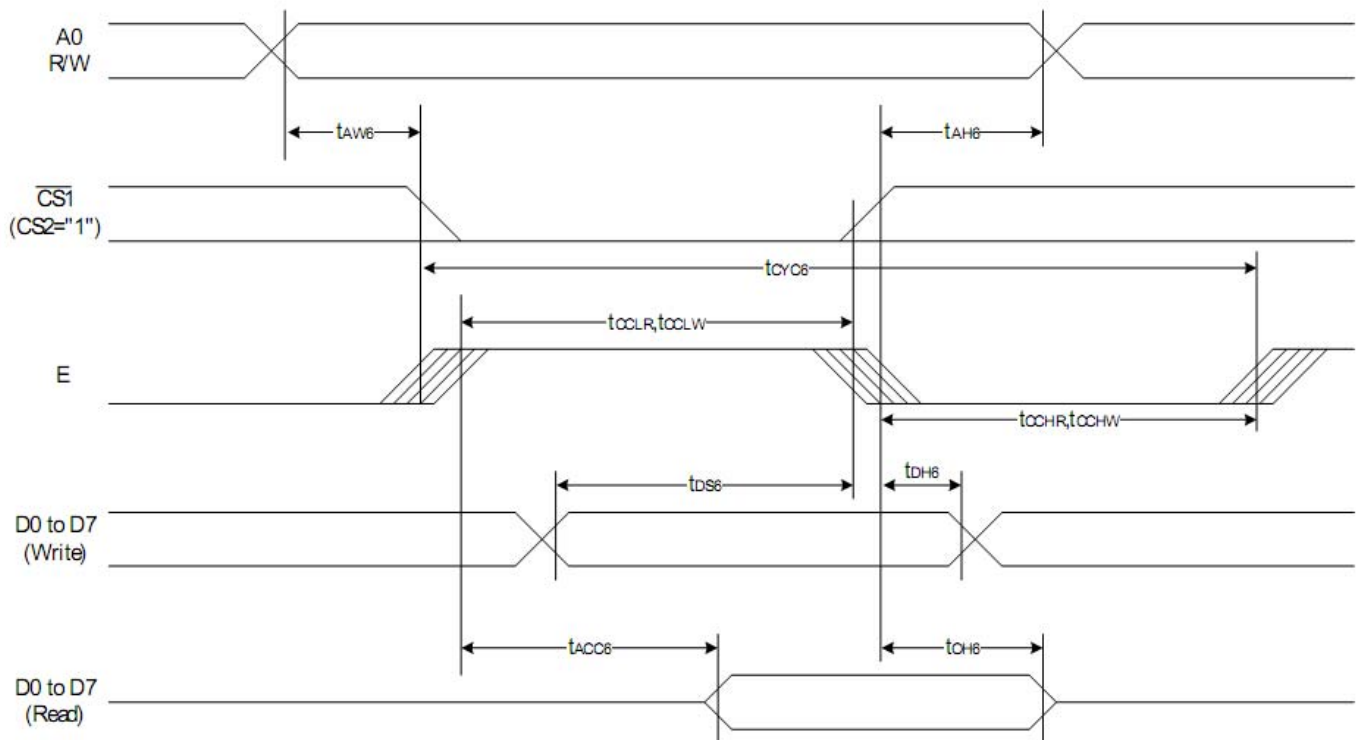 A0
R/W
tAW6
tAH6
CS1
(CS2="1")
tCYC6
tCCLR,tCCLW
E
tCCHR,tCCHW
tDS6
tDH6
D0 to D7
(Write)
tACC6
tOH6
D0 to D7
(Read)